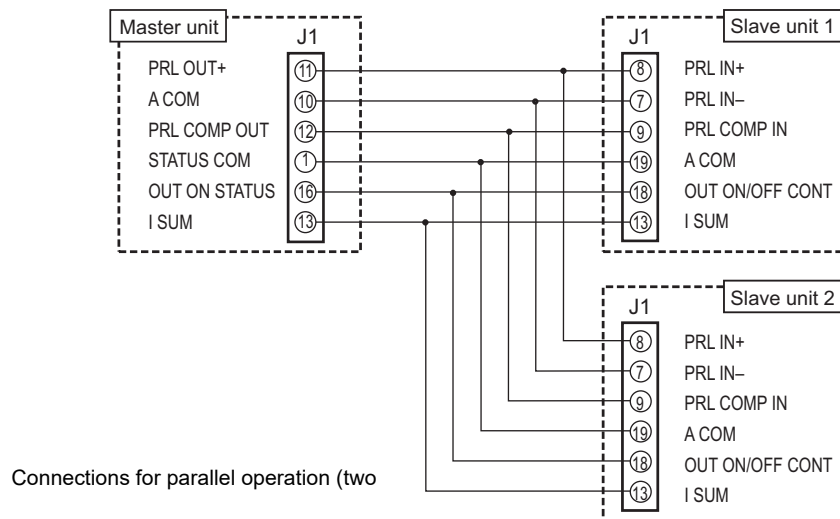 Master unit
J1
PRL OUT+ 11
A COM 10
PRL COMP OUT 12
STATUS COM 1
OUT ON STATUS 16
I SUM 13
Slave unit 1
J1
8 PRL IN+
7 PRL IN–
9 PRL COMP IN
19 A COM
18 OUT ON/OFF CONT
13 I SUM
Slave unit 2
J1
8 PRL IN+
7 PRL IN–
9 PRL COMP IN
19 A COM
18 OUT ON/OFF CONT
13 I SUM
Connections for parallel operation (two